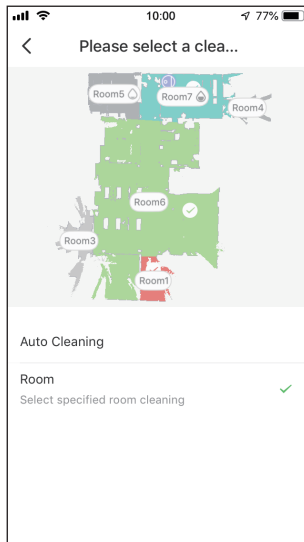 10:00
77%
Please select a clea...
Room5
Room7
Room4
Room6
Room3
Room1
Auto Cleaning
Room
Select specified room cleaning